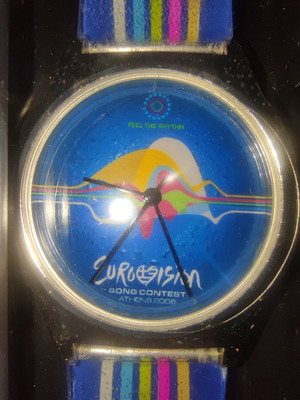 FEEL THE RHYTHM
EUROVISION
SONG CONTEST
ATHENS 2006